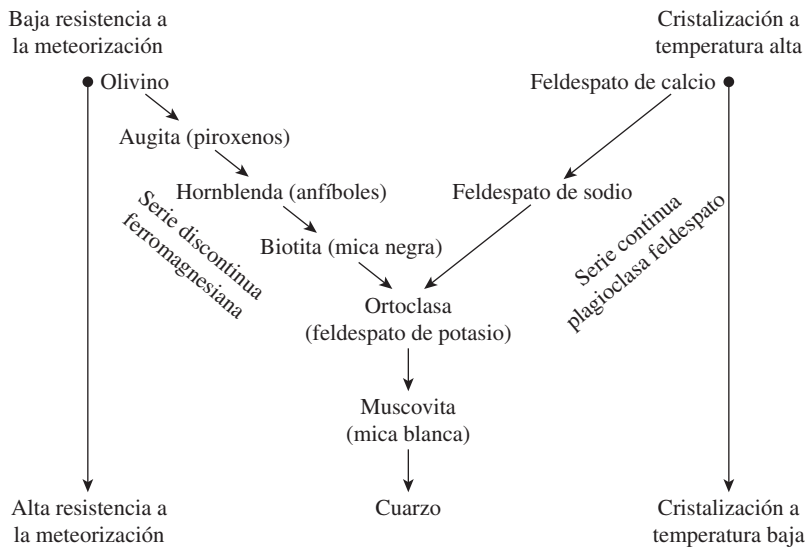 Baja resistencia a
la meteorización
Cristalización a
temperatura alta
Olivino
Feldespato de calcio
Augita (piroxenos)
Hornblenda (anfíboles)
Feldespato de sodio
Serie discontinua
ferromagnesiana
Biotita (mica negra)
Serie continua
plagioclasa feldespato
Ortoclasa
(feldespato de potasio)
Muscovita
(mica blanca)
Alta resistencia a
la meteorización
Cuarzo
Cristalización a
temperatura baja